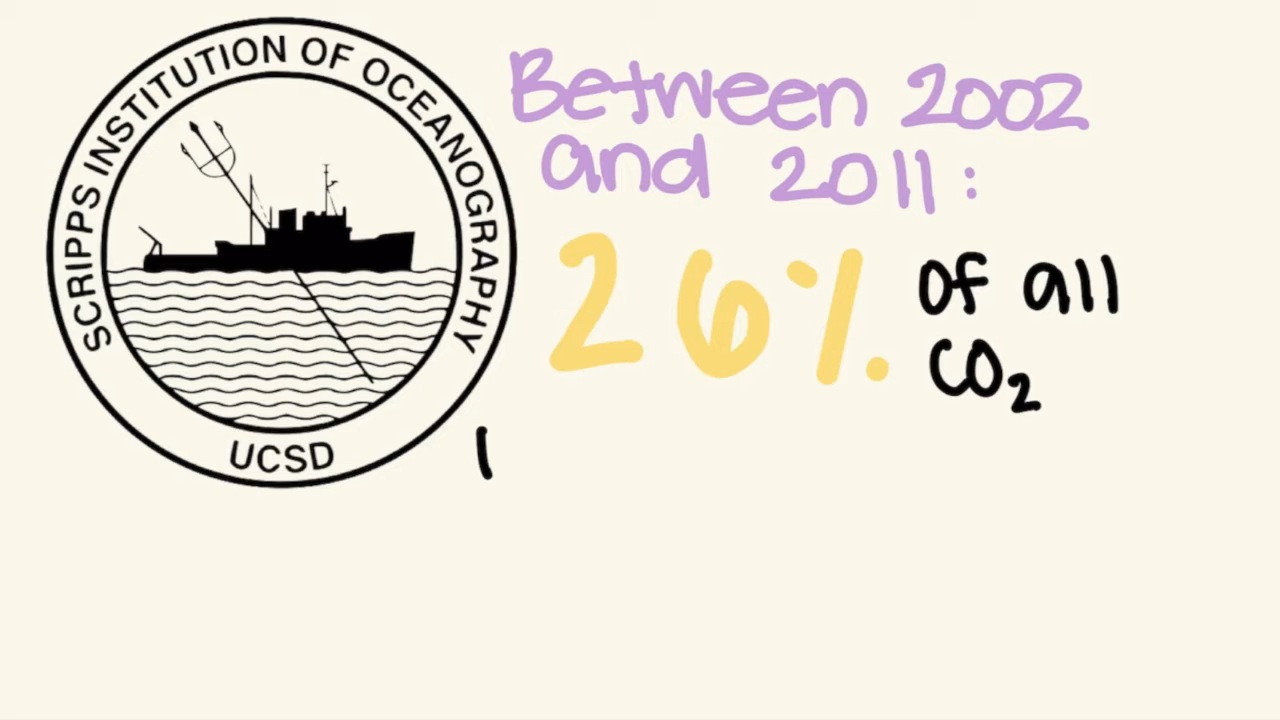 SCRIPPS INSTITUTION OF OCEANOGRAPHY
UCSD
Between 2002
and 2011:
26%
of all
CO₂